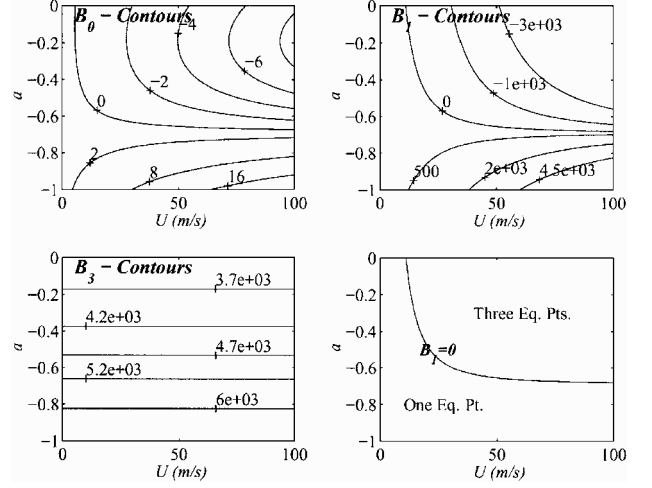 B0 − Contours
0
−0.2
−0.4
−0.6
−0.8
−1
a
−4
−6
−2
0
2
8
16
0
50
100
U (m/s)
B1 − Contours
0
−0.2
−0.4
−0.6
−0.8
−1
a
−3e+03
−1e+03
0
500
2e+03
4.5e+03
0
50
100
U (m/s)
B3 − Contours
0
−0.2
−0.4
−0.6
−0.8
−1
a
3.7e+03
4.2e+03
4.7e+03
5.2e+03
6e+03
0
50
100
U (m/s)
0
−0.2
−0.4
−0.6
−0.8
−1
a
Three Eq. Pts.
B1=0
One Eq. Pt.
0
50
100
U (m/s)